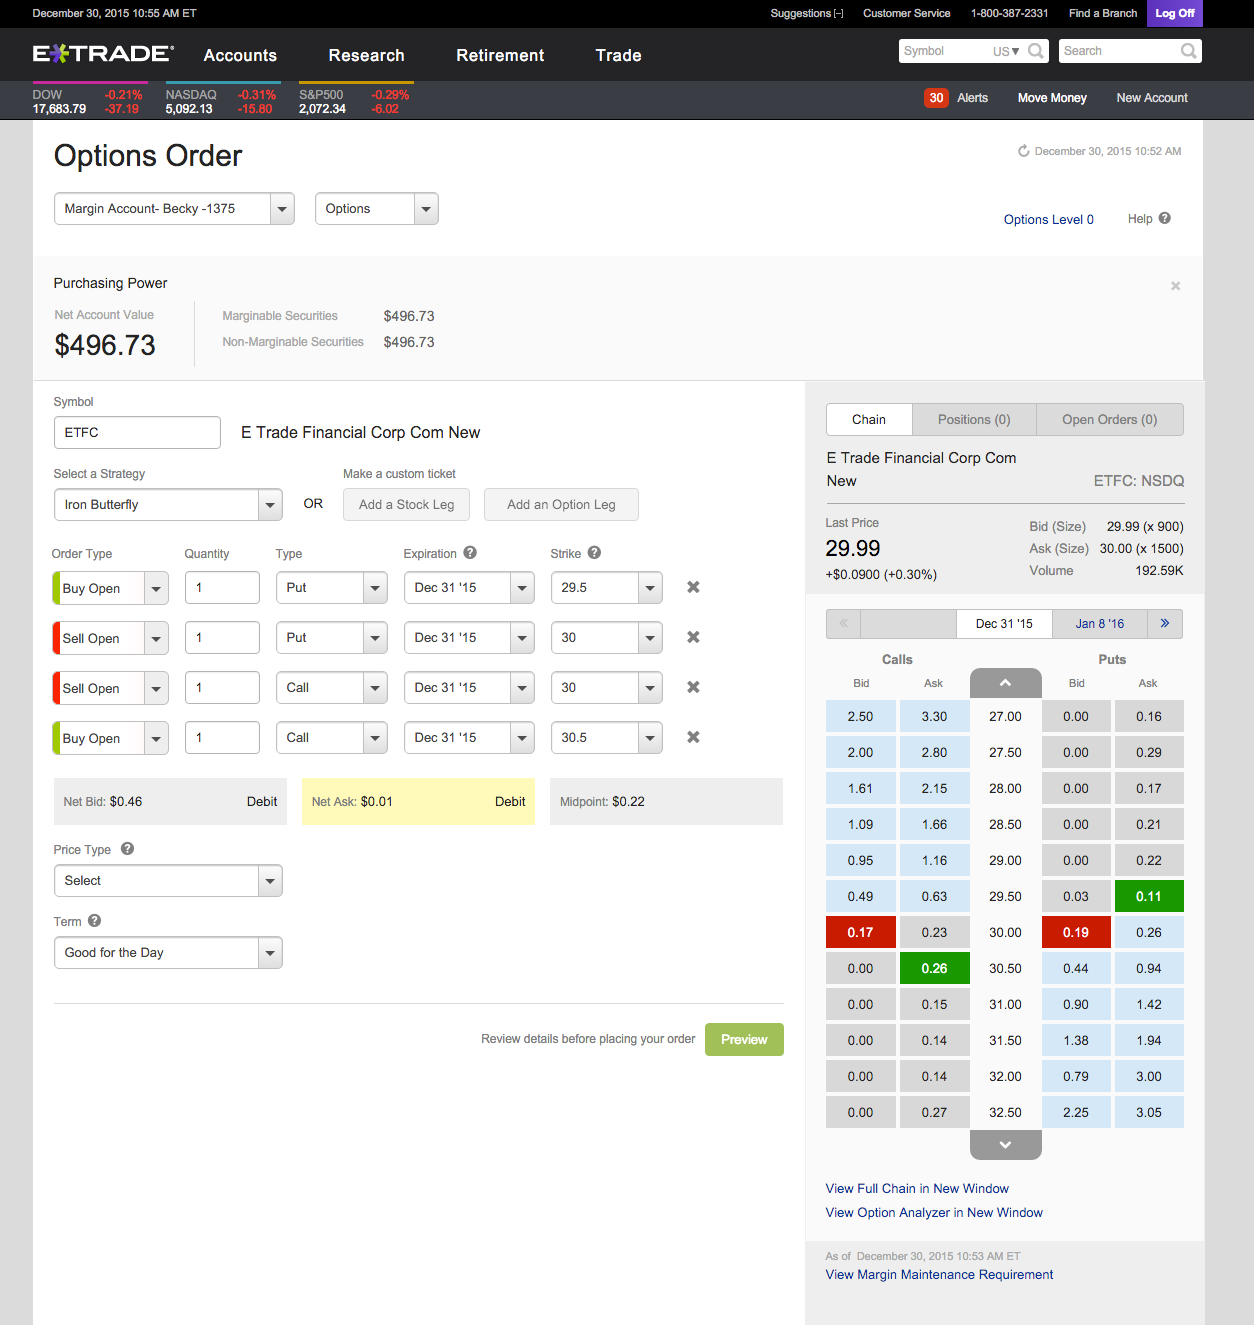 December 30, 2015 10:55 AM ET
Suggestions [-] Customer Service 1-800-387-2331 Find a Branch Log Off
E*TRADE® Accounts Research Retirement Trade Symbol US▼ Search
DOW -0.21% NASDAQ -0.31% S&P500 -0.29%
17,683.79 -37.19 5,092.13 -15.80 2,072.34 -6.02
30 Alerts Move Money New Account
Options Order
December 30, 2015 10:52 AM
Margin Account- Becky -1375 Options
Options Level 0 Help ?
Purchasing Power
Net Account Value
$496.73
Marginable Securities $496.73
Non-Marginable Securities $496.73
Symbol
ETFC E Trade Financial Corp Com New
Select a Strategy Make a custom ticket
Iron Butterfly OR Add a Stock Leg Add an Option Leg
Order Type Quantity Type Expiration ? Strike ?
Buy Open 1 Put Dec 31 '15 29.5
Sell Open 1 Put Dec 31 '15 30
Sell Open 1 Call Dec 31 '15 30
Buy Open 1 Call Dec 31 '15 30.5
Net Bid: $0.46 Debit Net Ask: $0.01 Debit Midpoint: $0.22
Price Type ?
Select
Term ?
Good for the Day
Review details before placing your order Preview
Chain Positions (0) Open Orders (0)
E Trade Financial Corp Com
New ETFC: NSDQ
Last Price
29.99
+$0.0900 (+0.30%)
Bid (Size) 29.99 (x 900)
Ask (Size) 30.00 (x 1500)
Volume 192.59K
« Dec 31 '15 Jan 8 '16 »
Calls Puts
Bid Ask Bid Ask
2.50 3.30 27.00 0.00 0.16
2.00 2.80 27.50 0.00 0.29
1.61 2.15 28.00 0.00 0.17
1.09 1.66 28.50 0.00 0.21
0.95 1.16 29.00 0.00 0.22
0.49 0.63 29.50 0.03 0.11
0.17 0.23 30.00 0.19 0.26
0.00 0.26 30.50 0.44 0.94
0.00 0.15 31.00 0.90 1.42
0.00 0.14 31.50 1.38 1.94
0.00 0.14 32.00 0.79 3.00
0.00 0.27 32.50 2.25 3.05
View Full Chain in New Window
View Option Analyzer in New Window
As of December 30, 2015 10:53 AM ET
View Margin Maintenance Requirement